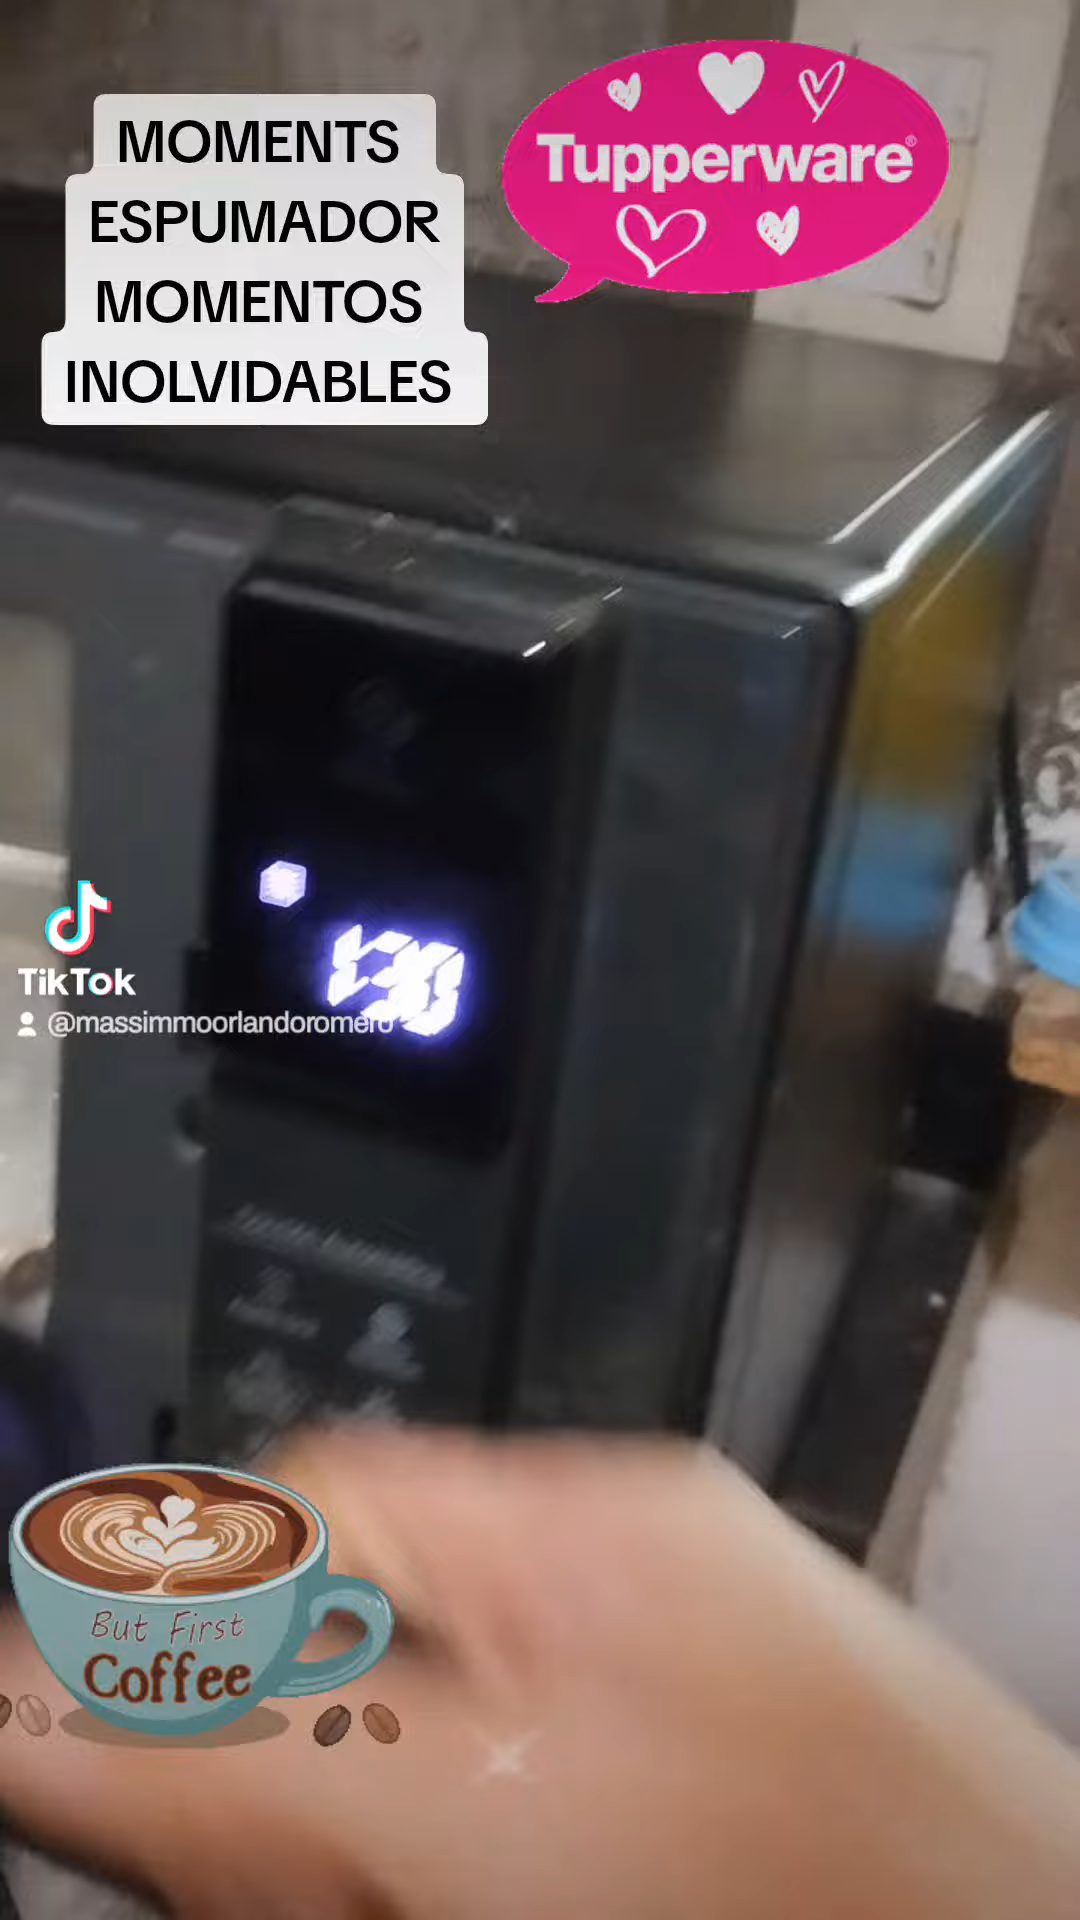 MOMENTS
ESPUMADOR
MOMENTOS
INOLVIDABLES
Tupperware®
TikTok
@massimmoorlandoromero
But First
Coffee